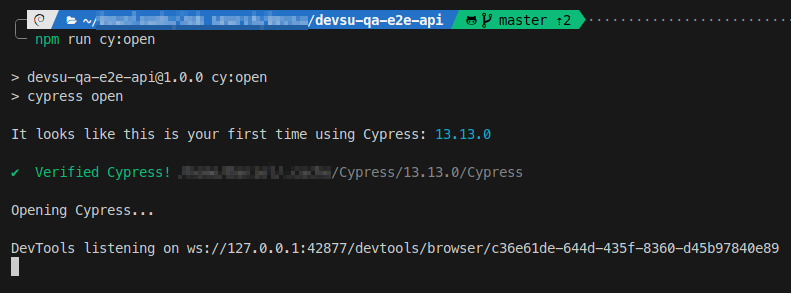 ~/ /devsu-qa-e2e-api master ↑2
npm run cy:open
> devsu-qa-e2e-api@1.0.0 cy:open
> cypress open
It looks like this is your first time using Cypress: 13.13.0
✔ Verified Cypress! /Cypress/13.13.0/Cypress
Opening Cypress...
DevTools listening on ws://127.0.0.1:42877/devtools/browser/c36e61de-644d-435f-8360-d45b97840e89